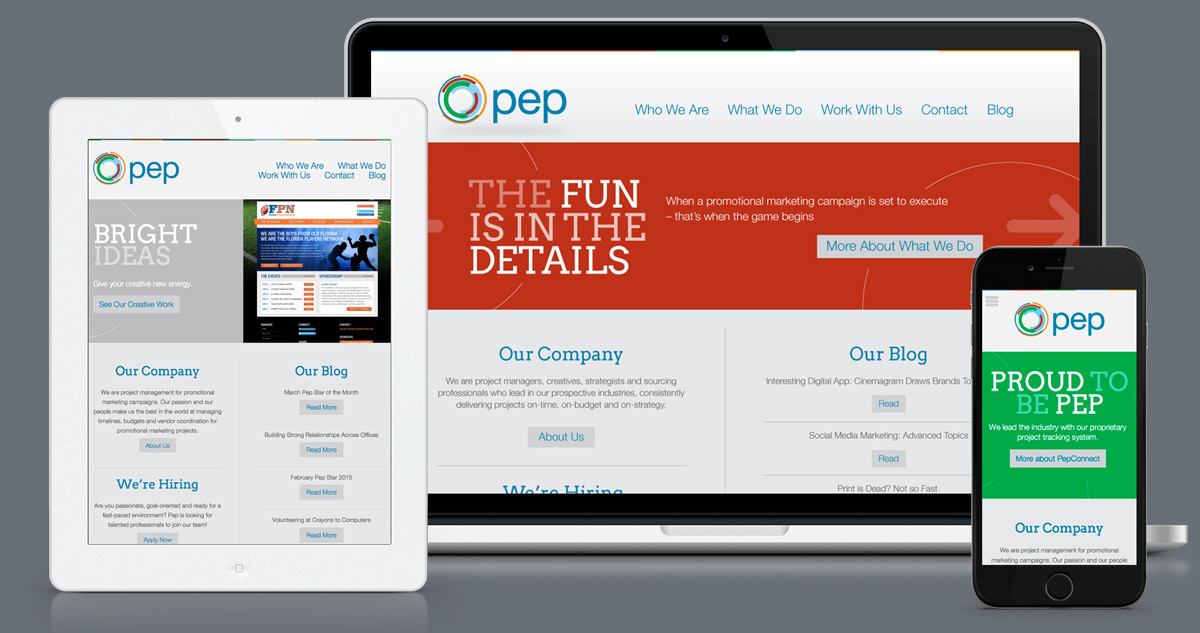 pep
Who We Are What We Do
Work With Us Contact Blog
BRIGHT
IDEAS
Give your creative new energy.
See Our Creative Work
FPN
WE ARE THE BOYS FROM OLD FLORIDA.
WE ARE THE FLORIDA PLAYERS NETWORK
THE EVENTS
SPONSORSHIP
Our Company
We are project management for promotional
marketing campaigns. Our passion and our
people make us the best in the world at managing
timelines, budgets and vendor coordination for
promotional marketing projects.
About Us
We're Hiring
Are you passionate, goal-oriented and ready for a
fast-paced environment? Pep is looking for
talented professionals to join our team!
Apply Now
Our Blog
March Pep Star of the Month
Read More
Building Strong Relationships Across Offices
Read More
February Pep Star 2015
Read More
Volunteering at Crayons to Computers
Read More
pep
Who We Are What We Do Work With Us Contact Blog
THE FUN
IS IN THE
DETAILS
When a promotional marketing campaign is set to execute
– that's when the game begins
More About What We Do
Our Company
We are project managers, creatives, strategists and sourcing
professionals who lead in our prospective industries, consistently
delivering projects on-time, on-budget and on-strategy.
About Us
We're Hiring
Our Blog
Interesting Digital App: Cinemagram Draws Brands To
Read
Social Media Marketing: Advanced Topics
Read
Print is Dead? Not so Fast.
pep
PROUD TO
BE PEP
We lead the industry with our proprietary
project tracking system.
More about PepConnect
Our Company
We are project management for promotional
marketing campaigns. Our passion and our people